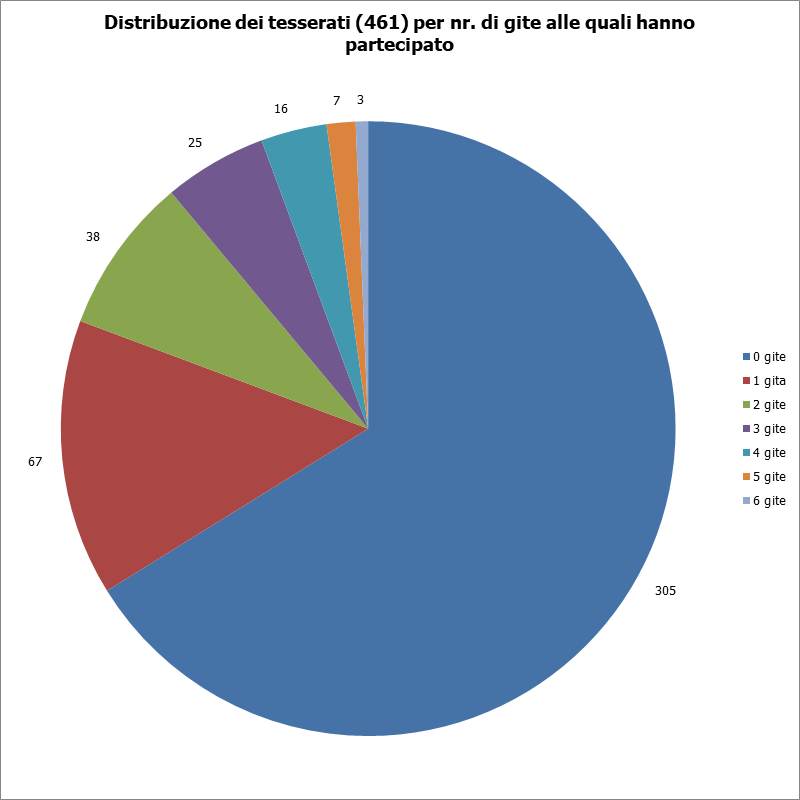 Distribuzione dei tesserati (461) per nr. di gite alle quali hanno
partecipato
3
7
16
25
38
67
305
0 gite
1 gita
2 gite
3 gite
4 gite
5 gite
6 gite